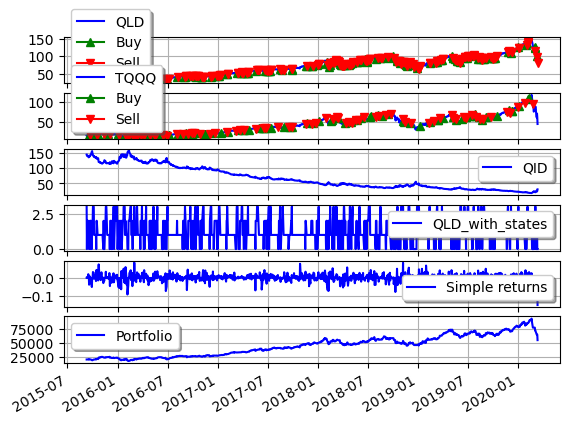 QLD
Buy
Sell
150
100
50
TQQQ
Buy
Sell
100
50
150
100
50
QID
2.5
0.0
QLD_with_states
0.0
−0.1
Simple returns
75000
50000
25000
Portfolio
2015-07
2016-01
2016-07
2017-01
2017-07
2018-01
2018-07
2019-01
2019-07
2020-01